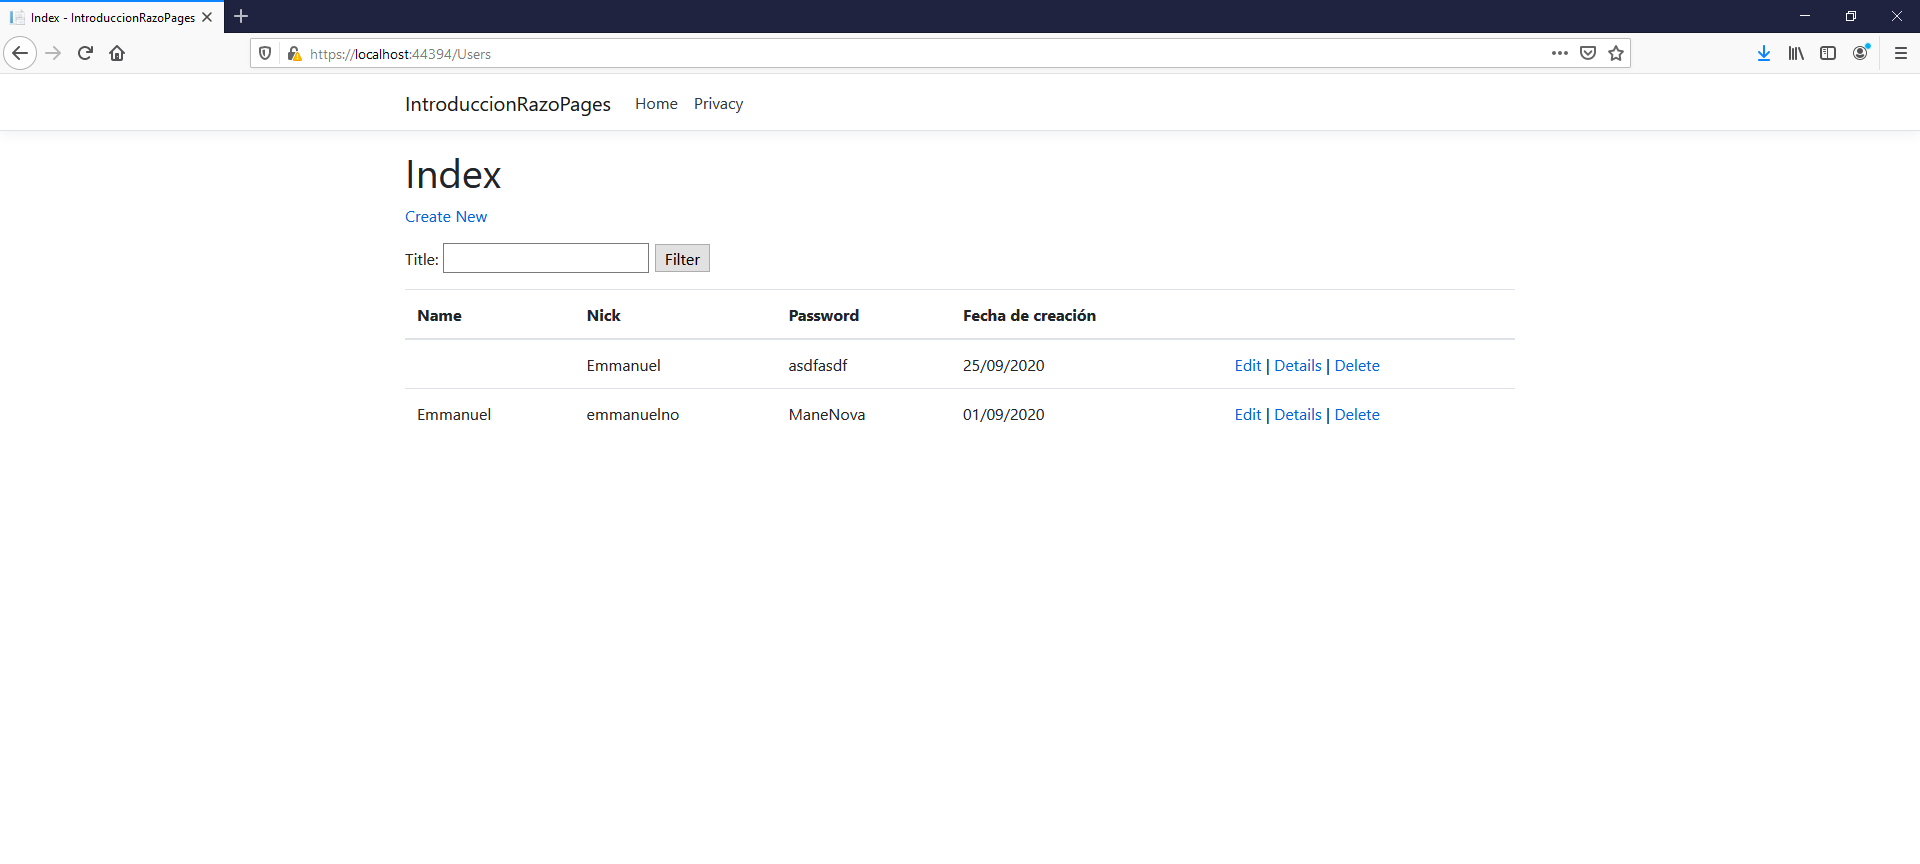 Index - IntroduccionRazoPages
https://localhost:44394/Users
IntroduccionRazoPages Home Privacy
Index
Create New
Title: Filter
Name Nick Password Fecha de creación
Emmanuel asdfasdf 25/09/2020 Edit | Details | Delete
Emmanuel emmanuelno ManeNova 01/09/2020 Edit | Details | Delete